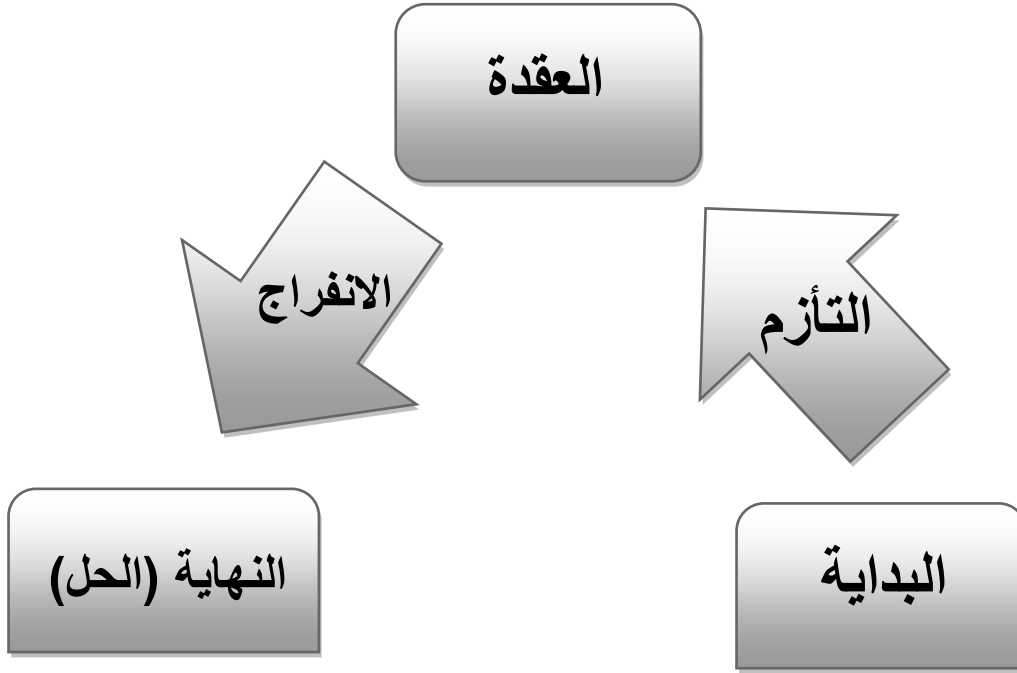 العقدة
الانفراج
التأزم
النهاية (الحل)
البداية